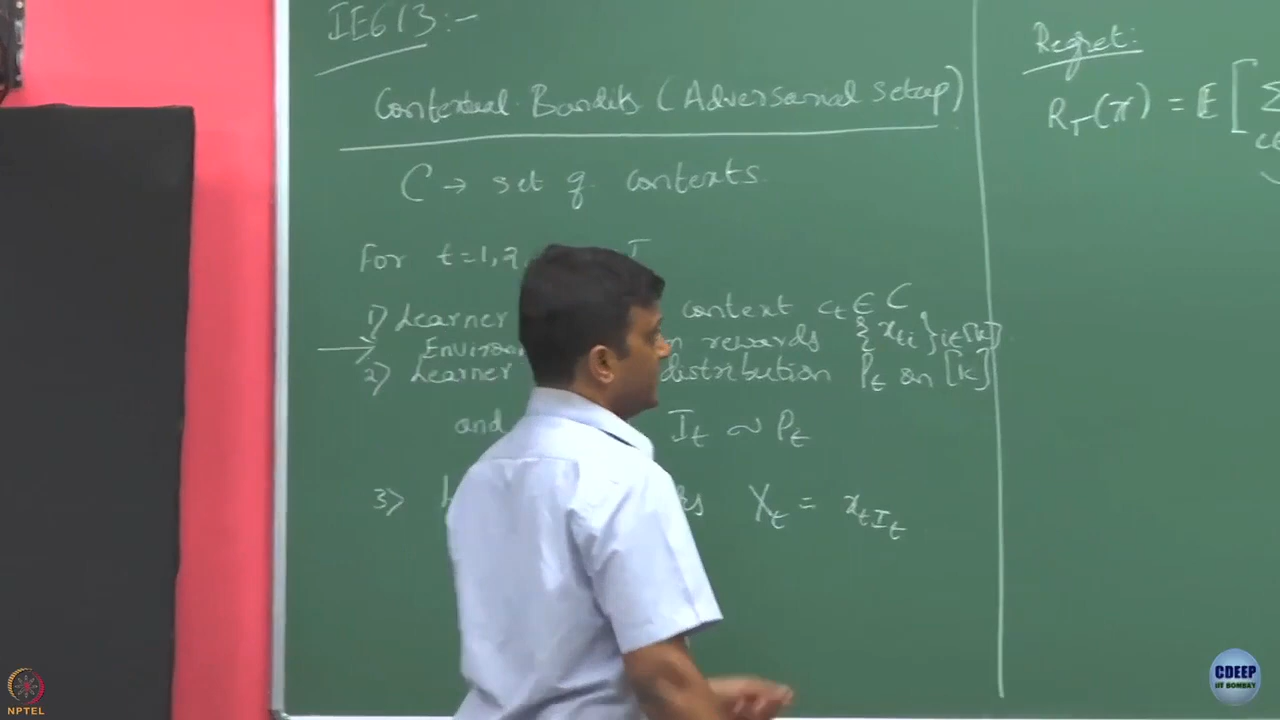 IE613:-
Contextual Bandits (Adversarial Setup)
C → set of contexts
For t=1,2, T
1) Learner context c_t ∈ C
rewards {x_ti}_i∈[K]
2) Learner distribution P_t on [K]
and I_t ~ P_t
3) X_t = x_tI_t
Regret:-
R_T(π) = E [ Σ
NPTEL
CDEEP
IIT BOMBAY